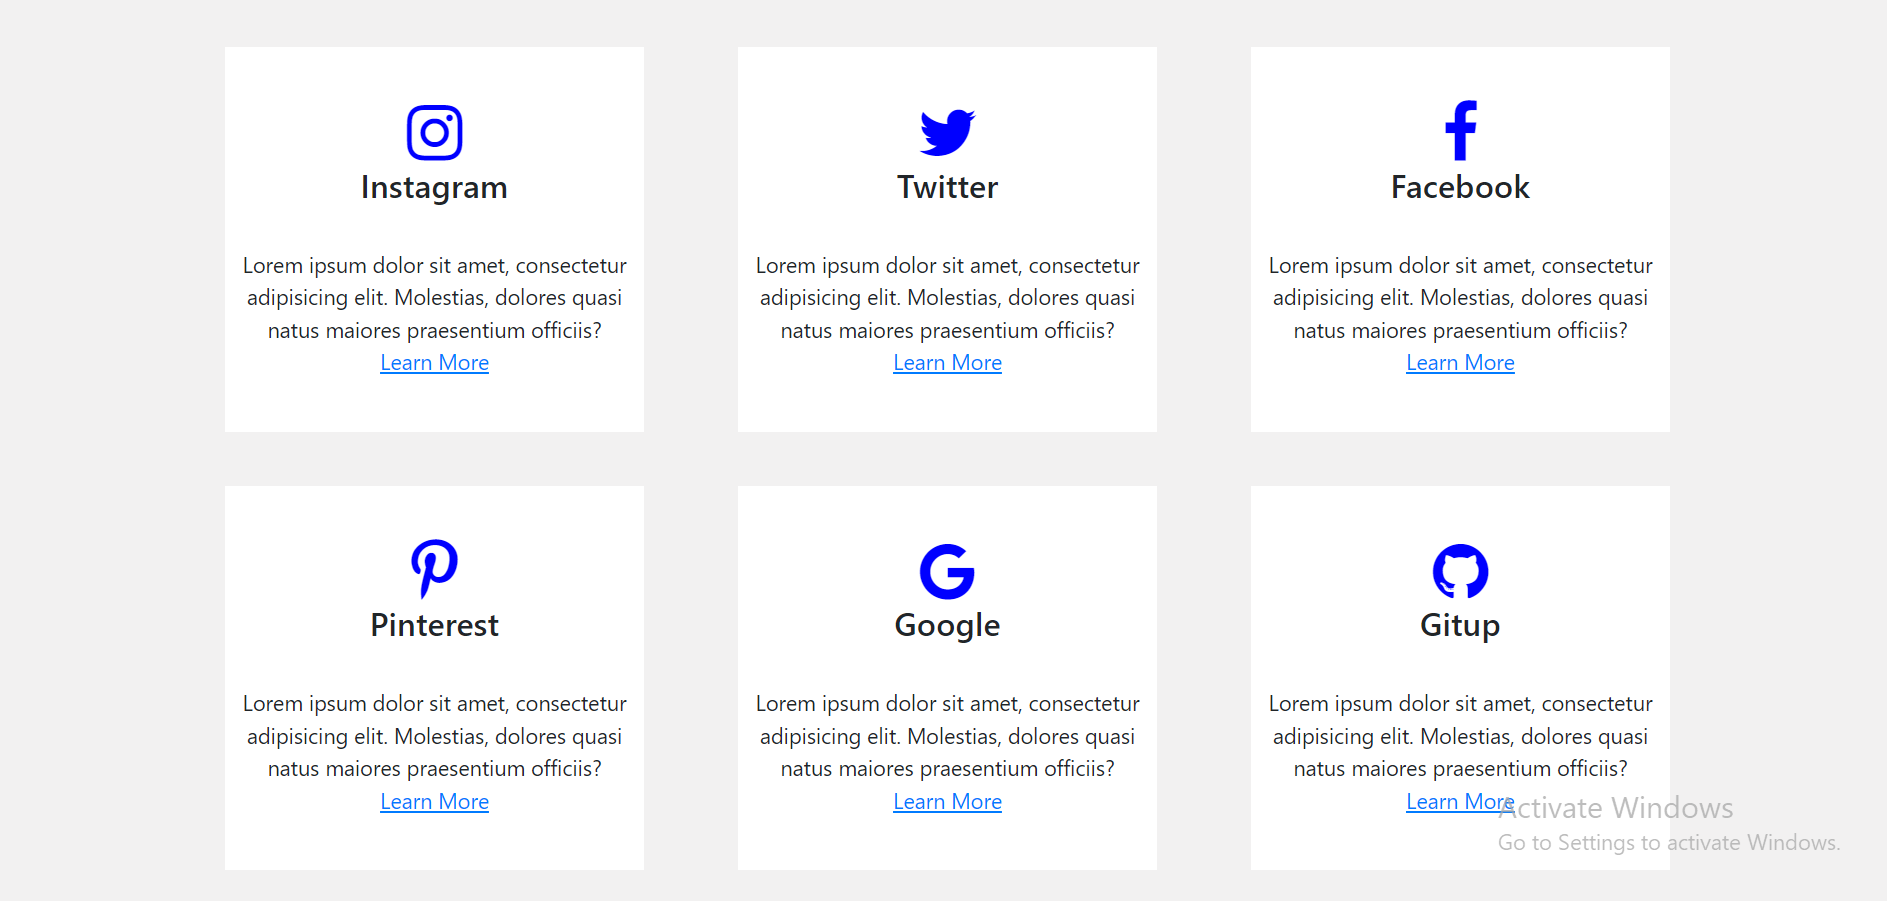 Instagram
Lorem ipsum dolor sit amet, consectetur
adipisicing elit. Molestias, dolores quasi
natus maiores praesentium officiis?
Learn More
Twitter
Lorem ipsum dolor sit amet, consectetur
adipisicing elit. Molestias, dolores quasi
natus maiores praesentium officiis?
Learn More
Facebook
Lorem ipsum dolor sit amet, consectetur
adipisicing elit. Molestias, dolores quasi
natus maiores praesentium officiis?
Learn More
Pinterest
Lorem ipsum dolor sit amet, consectetur
adipisicing elit. Molestias, dolores quasi
natus maiores praesentium officiis?
Learn More
Google
Lorem ipsum dolor sit amet, consectetur
adipisicing elit. Molestias, dolores quasi
natus maiores praesentium officiis?
Learn More
Gitup
Lorem ipsum dolor sit amet, consectetur
adipisicing elit. Molestias, dolores quasi
natus maiores praesentium officiis?
Learn More
Activate Windows
Go to Settings to activate Windows.